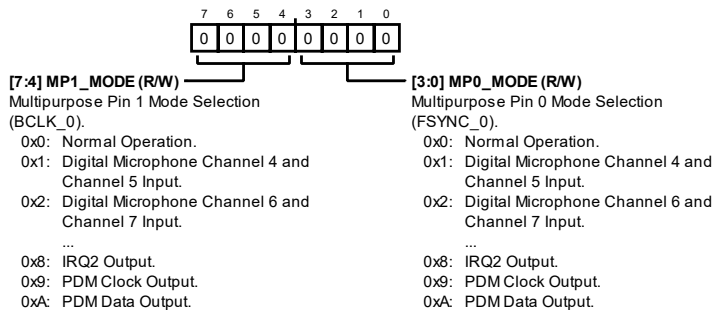 7 6 5 4 3 2 1 0
0 0 0 0 0 0 0 0
[7:4] MP1_MODE (R/W)
Multipurpose Pin 1 Mode Selection
(BCLK_0).
0x0: Normal Operation.
0x1: Digital Microphone Channel 4 and
Channel 5 Input.
0x2: Digital Microphone Channel 6 and
Channel 7 Input.
...
0x8: IRQ2 Output.
0x9: PDM Clock Output.
0xA: PDM Data Output.
[3:0] MP0_MODE (R/W)
Multipurpose Pin 0 Mode Selection
(FSYNC_0).
0x0: Normal Operation.
0x1: Digital Microphone Channel 4 and
Channel 5 Input.
0x2: Digital Microphone Channel 6 and
Channel 7 Input.
...
0x8: IRQ2 Output.
0x9: PDM Clock Output.
0xA: PDM Data Output.